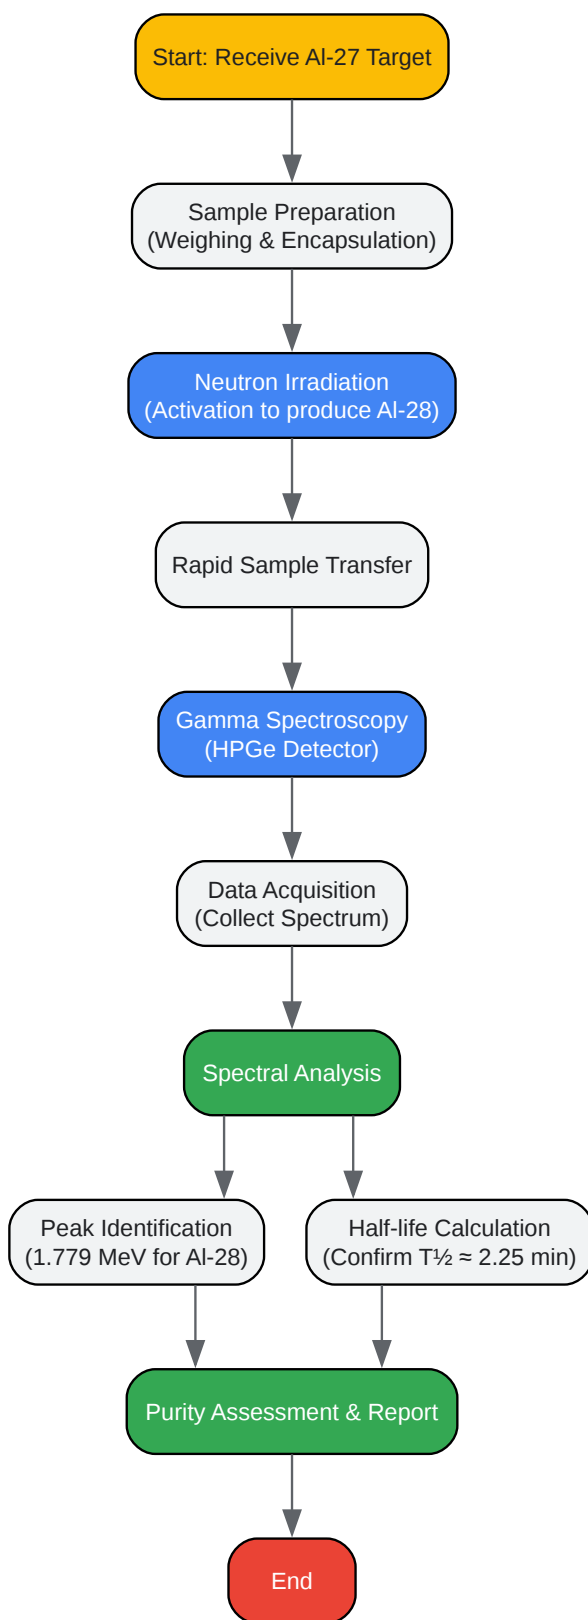 Start: Receive Al-27 Target
Sample Preparation
(Weighing & Encapsulation)
Neutron Irradiation
(Activation to produce Al-28)
Rapid Sample Transfer
Gamma Spectroscopy
(HPGe Detector)
Data Acquisition
(Collect Spectrum)
Spectral Analysis
Peak Identification
(1.779 MeV for Al-28)
Half-life Calculation
(Confirm T½ ≈ 2.25 min)
Purity Assessment & Report
End